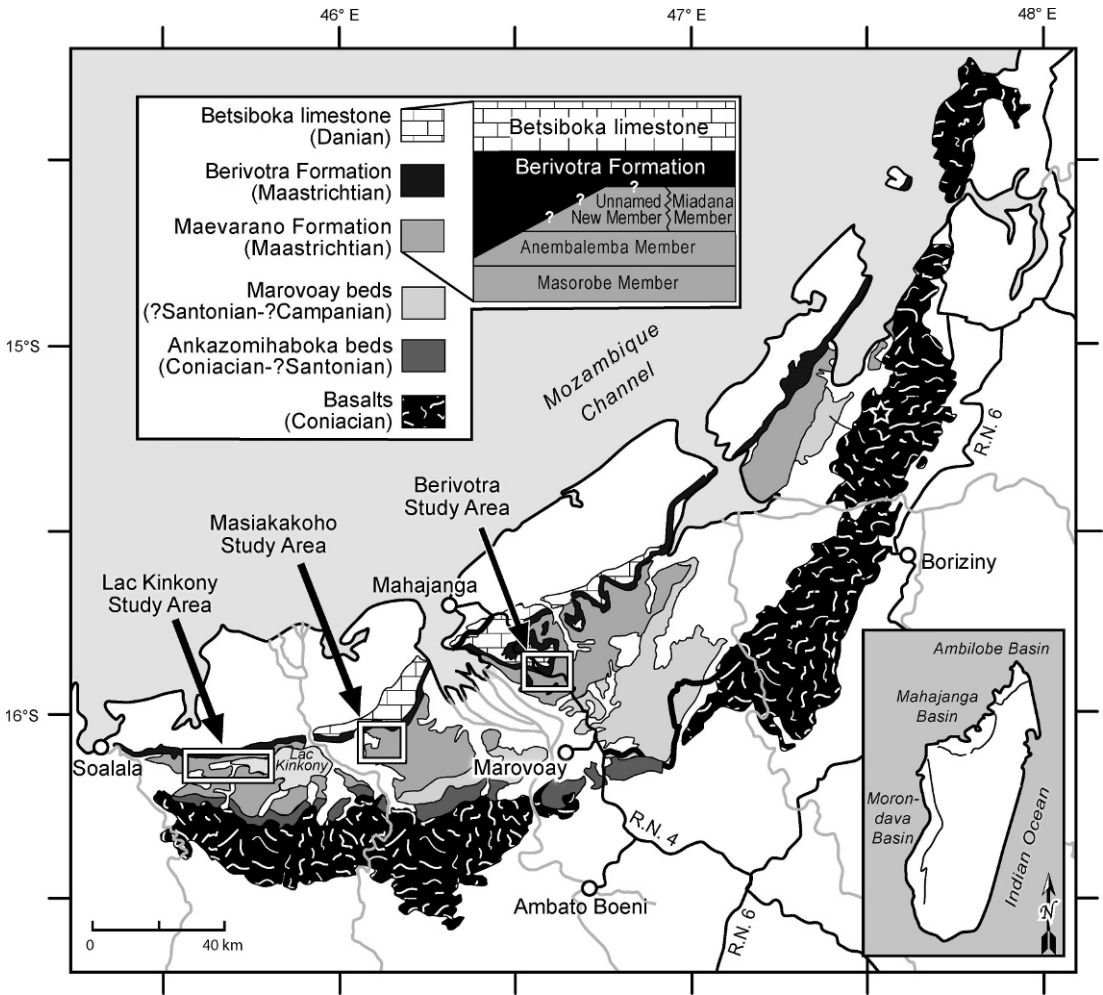 46° E
47° E
48° E
15°S
16°S
Betsiboka limestone
(Danian)
Berivotra Formation
(Maastrichtian)
Maevarano Formation
(Maastrichtian)
Marovoay beds
(?Santonian-?Campanian)
Ankazomihaboka beds
(Coniacian-?Santonian)
Basalts
(Coniacian)
Betsiboka limestone
Berivotra Formation
?
?
?
Unnamed
New Member
Miadana
Member
Anembalemba Member
Masorobe Member
Mozambique
Channel
R.N. 6
Berivotra
Study Area
Masiakakoho
Study Area
Lac Kinkony
Study Area
Mahajanga
Boriziny
Soalala
Lac
Kinkony
Marovoay
R.N. 4
Ambato Boeni
R.N. 6
0
40 km
Ambilobe Basin
Mahajanga
Basin
Moron-
dava
Basin
Indian Ocean
N